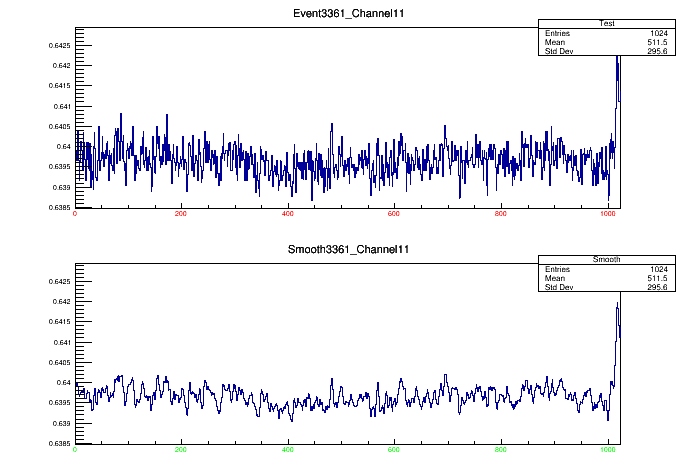 Event3361_Channel11
Test
Entries 1024
Mean 511.5
Std Dev 295.6
0.6425
0.642
0.6415
0.641
0.6405
0.64
0.6395
0.639
0.6385
0 200 400 600 800 1000
Smooth3361_Channel11
Smooth
Entries 1024
Mean 511.5
Std Dev 295.6
0.6425
0.642
0.6415
0.641
0.6405
0.64
0.6395
0.639
0.6385
0 200 400 600 800 1000